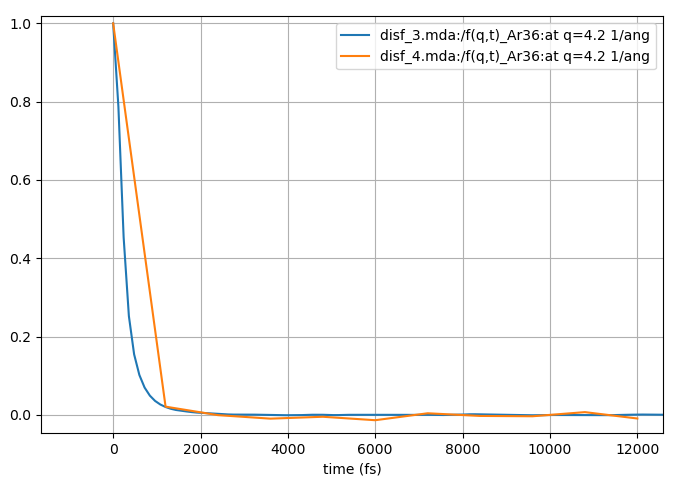 1.0
disf_3.mda:/f(q,t)_Ar36:at q=4.2 1/ang
disf_4.mda:/f(q,t)_Ar36:at q=4.2 1/ang
0.8
0.6
0.4
0.2
0.0
0 2000 4000 6000 8000 10000 12000
time (fs)